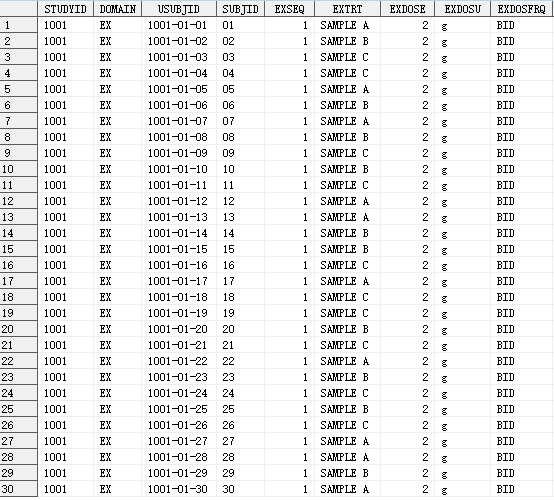 STUDYID DOMAIN USUBJID SUBJID EXSEQ EXTRT EXDOSE EXDOSU EXDOSFRQ
1 1001 EX 1001-01-01 01 1 SAMPLE A 2 g BID
2 1001 EX 1001-01-02 02 1 SAMPLE B 2 g BID
3 1001 EX 1001-01-03 03 1 SAMPLE C 2 g BID
4 1001 EX 1001-01-04 04 1 SAMPLE C 2 g BID
5 1001 EX 1001-01-05 05 1 SAMPLE A 2 g BID
6 1001 EX 1001-01-06 06 1 SAMPLE B 2 g BID
7 1001 EX 1001-01-07 07 1 SAMPLE A 2 g BID
8 1001 EX 1001-01-08 08 1 SAMPLE B 2 g BID
9 1001 EX 1001-01-09 09 1 SAMPLE C 2 g BID
10 1001 EX 1001-01-10 10 1 SAMPLE B 2 g BID
11 1001 EX 1001-01-11 11 1 SAMPLE C 2 g BID
12 1001 EX 1001-01-12 12 1 SAMPLE A 2 g BID
13 1001 EX 1001-01-13 13 1 SAMPLE A 2 g BID
14 1001 EX 1001-01-14 14 1 SAMPLE B 2 g BID
15 1001 EX 1001-01-15 15 1 SAMPLE B 2 g BID
16 1001 EX 1001-01-16 16 1 SAMPLE C 2 g BID
17 1001 EX 1001-01-17 17 1 SAMPLE A 2 g BID
18 1001 EX 1001-01-18 18 1 SAMPLE C 2 g BID
19 1001 EX 1001-01-19 19 1 SAMPLE C 2 g BID
20 1001 EX 1001-01-20 20 1 SAMPLE B 2 g BID
21 1001 EX 1001-01-21 21 1 SAMPLE C 2 g BID
22 1001 EX 1001-01-22 22 1 SAMPLE A 2 g BID
23 1001 EX 1001-01-23 23 1 SAMPLE B 2 g BID
24 1001 EX 1001-01-24 24 1 SAMPLE C 2 g BID
25 1001 EX 1001-01-25 25 1 SAMPLE B 2 g BID
26 1001 EX 1001-01-26 26 1 SAMPLE C 2 g BID
27 1001 EX 1001-01-27 27 1 SAMPLE A 2 g BID
28 1001 EX 1001-01-28 28 1 SAMPLE A 2 g BID
29 1001 EX 1001-01-29 29 1 SAMPLE B 2 g BID
30 1001 EX 1001-01-30 30 1 SAMPLE A 2 g BID